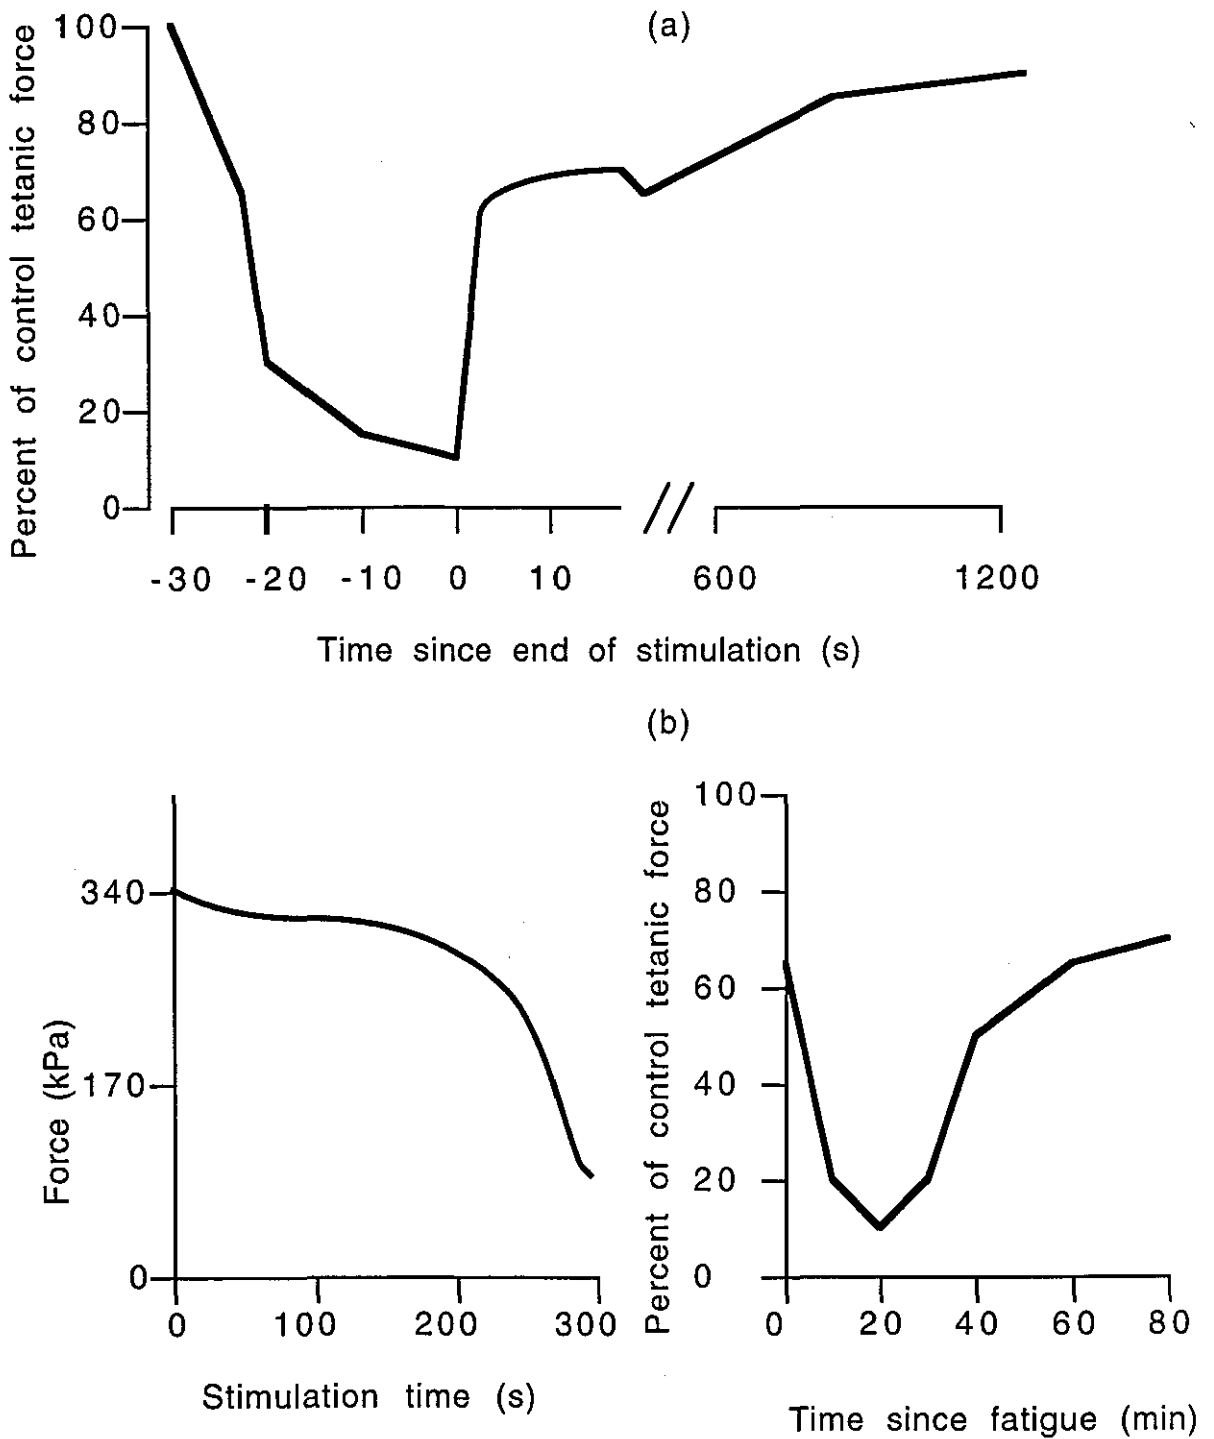 (a)
Percent of control tetanic force
100
80
60
40
20
0
-30 -20 -10 0 10 600 1200
Time since end of stimulation (s)
(b)
Force (kPa)
340
170
0
0 100 200 300
Stimulation time (s)
Percent of control tetanic force
100
80
60
40
20
0
0 20 40 60 80
Time since fatigue (min)